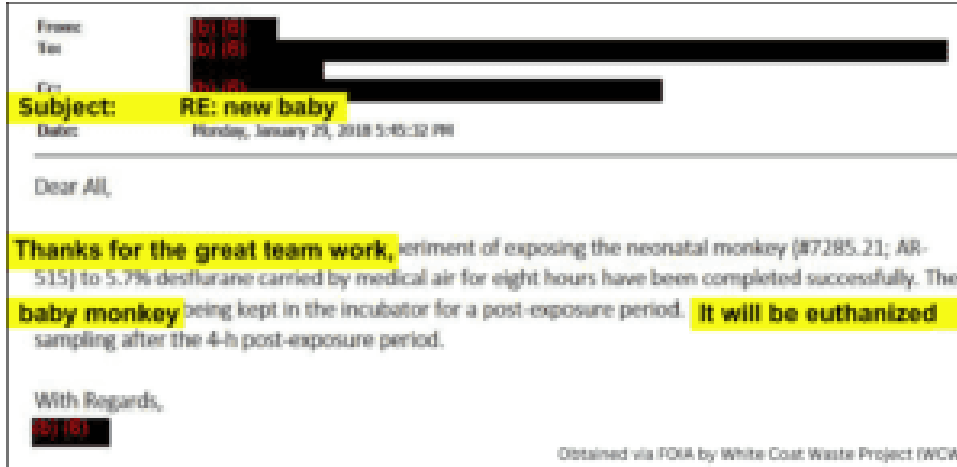 From: (b) (6)
To: (b) (6)
Cc: (b) (6)
Subject: RE: new baby
Date: Monday, January 29, 2018 5:45:32 PM
Dear All,
Thanks for the great team work, eriment of exposing the neonatal monkey (#7285.21; AR-
515) to 5.7% desflurane carried by medical air for eight hours have been completed successfully. The
baby monkey being kept in the incubator for a post-exposure period. It will be euthanized
sampling after the 4-h post-exposure period.
With Regards,
(b) (6)
Obtained via FOIA by White Coat Waste Project (WCW